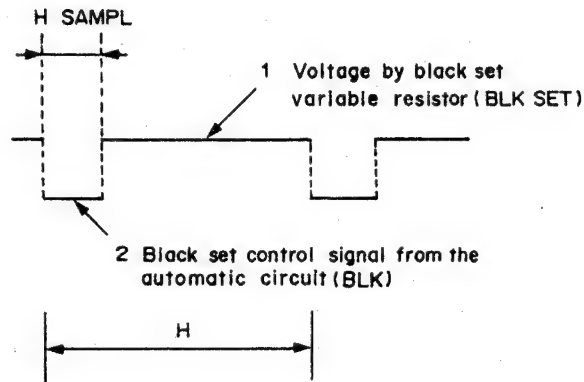 H SAMPL
1 Voltage by black set
variable resistor (BLK SET)
2 Black set control signal from the
automatic circuit (BLK)
H